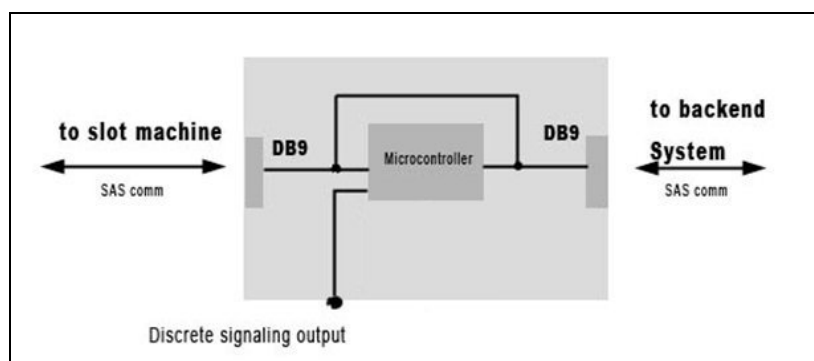 to slot machine
SAS comm
DB9
Microcontroller
DB9
to backend
System
SAS comm
Discrete signaling output